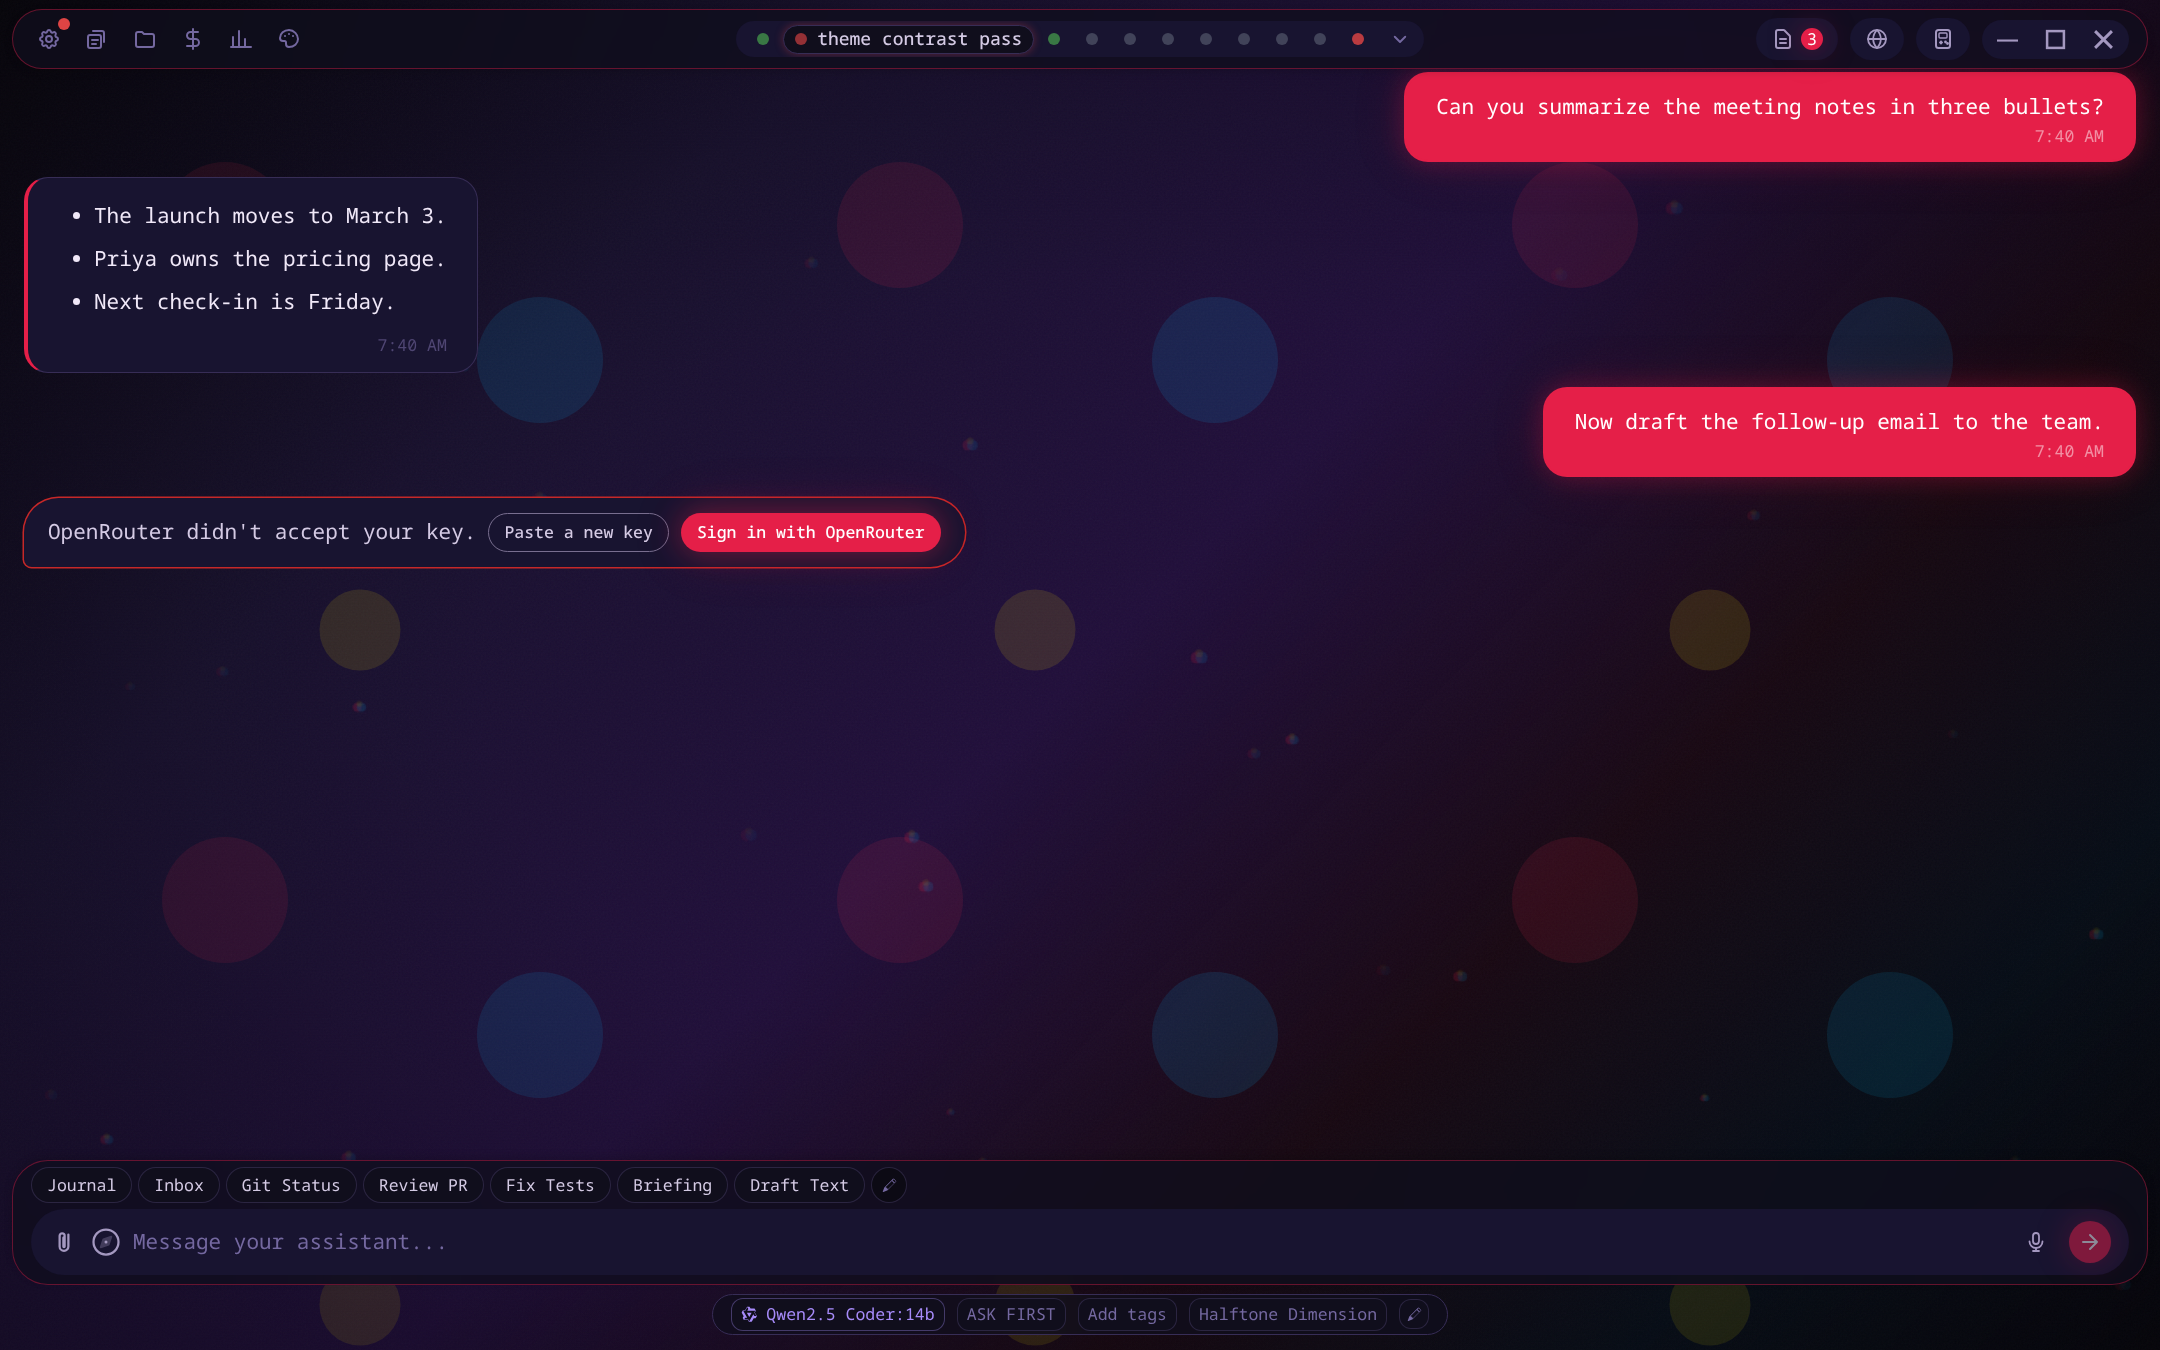 theme contrast pass
3
Can you summarize the meeting notes in three bullets?
7:40 AM
• The launch moves to March 3.
• Priya owns the pricing page.
• Next check-in is Friday.
7:40 AM
Now draft the follow-up email to the team.
7:40 AM
OpenRouter didn't accept your key. Paste a new key Sign in with OpenRouter
Journal Inbox Git Status Review PR Fix Tests Briefing Draft Text
Message your assistant...
Qwen2.5 Coder:14b ASK FIRST Add tags Halftone Dimension